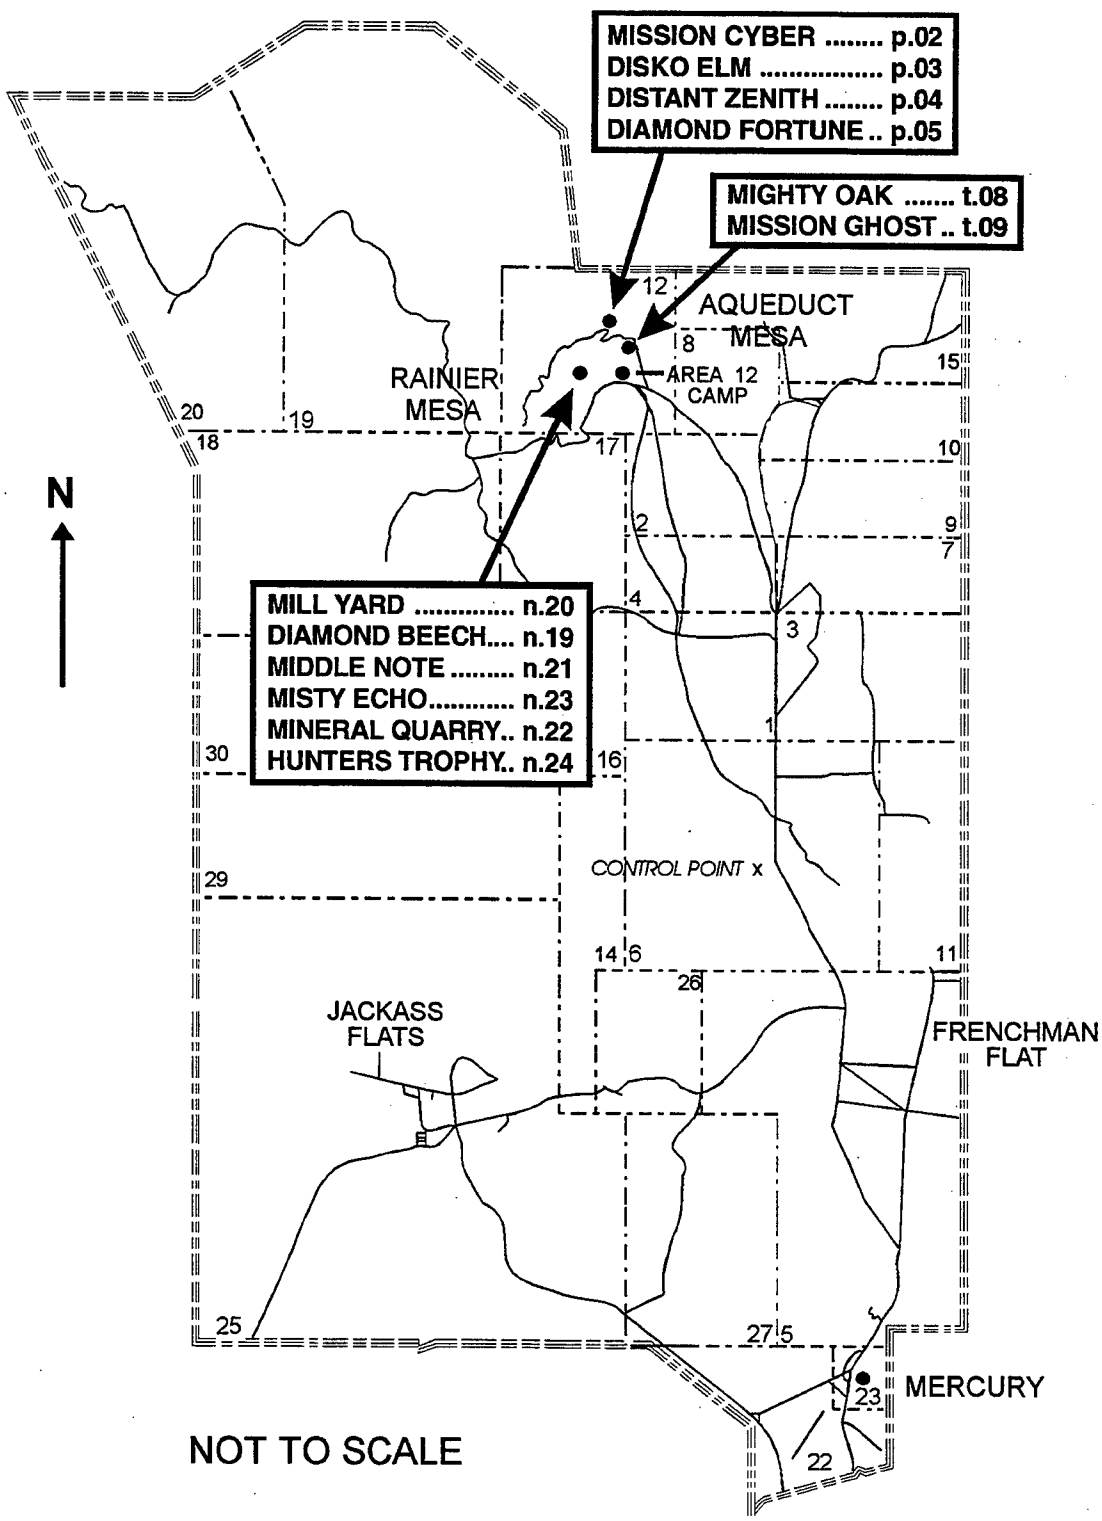 MISSION CYBER ........ p.02
DISKO ELM ................. p.03
DISTANT ZENITH ........ p.04
DIAMOND FORTUNE .. p.05
MIGHTY OAK ....... t.08
MISSION GHOST .. t.09
12
AQUEDUCT
MESA
8
15
RAINIER
MESA
AREA 12
CAMP
20
19
18
17
10
N
2
9
7
MILL YARD .............. n.20
DIAMOND BEECH.... n.19
MIDDLE NOTE ......... n.21
MISTY ECHO............. n.23
MINERAL QUARRY.. n.22
HUNTERS TROPHY.. n.24
4
3
1
30
16
CONTROL POINT x
29
14
6
11
26
JACKASS
FLATS
FRENCHMAN
FLAT
25
27
5
23
MERCURY
NOT TO SCALE
22